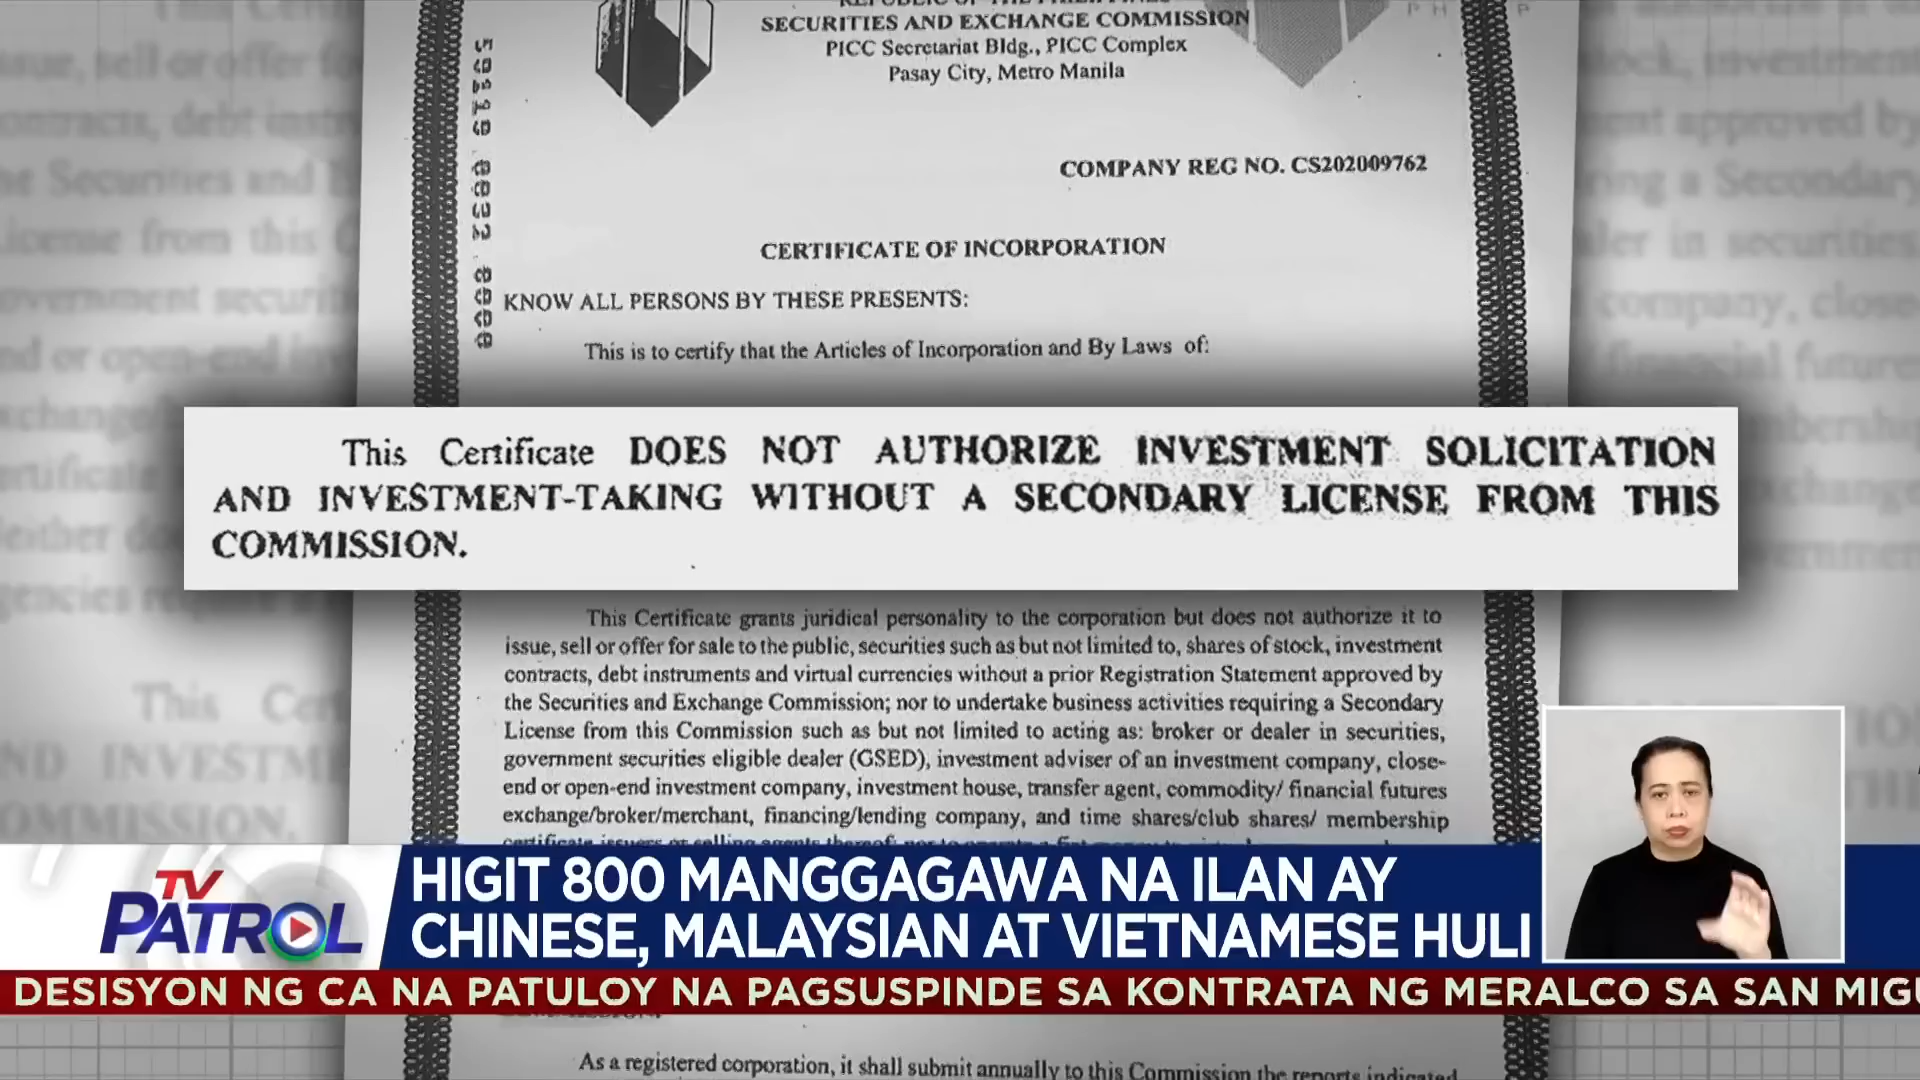 SECURITIES AND EXCHANGE COMMISSION
PICC Secretariat Bldg., PICC Complex
Pasay City, Metro Manila
COMPANY REG NO. CS202009762
CERTIFICATE OF INCORPORATION
KNOW ALL PERSONS BY THESE PRESENTS:
This is to certify that the Articles of Incorporation and By Laws of:
This Certificate DOES NOT AUTHORIZE INVESTMENT SOLICITATION
AND INVESTMENT-TAKING WITHOUT A SECONDARY LICENSE FROM THIS
COMMISSION.
This Certificate grants juridical personality to the corporation but does not authorize it to
issue, sell or offer for sale to the public, securities such as but not limited to, shares of stock, investment
contracts, debt instruments and virtual currencies without a prior Registration Statement approved by
the Securities and Exchange Commission; nor to undertake business activities requiring a Secondary
License from this Commission such as but not limited to acting as: broker or dealer in securities,
government securities eligible dealer (GSED), investment adviser of an investment company, close-
end or open-end investment company, investment house, transfer agent, commodity/ financial futures
exchange/broker/merchant, financing/lending company, and time shares/club shares/ membership
TV
PATROL
HIGIT 800 MANGGAGAWA NA ILAN AY
CHINESE, MALAYSIAN AT VIETNAMESE HULI
DESISYON NG CA NA PATULOY NA PAGSUSPINDE SA KONTRATA NG MERALCO SA SAN MIGU
As a registered corporation, it shall submit annually to this Commission the reports indicated